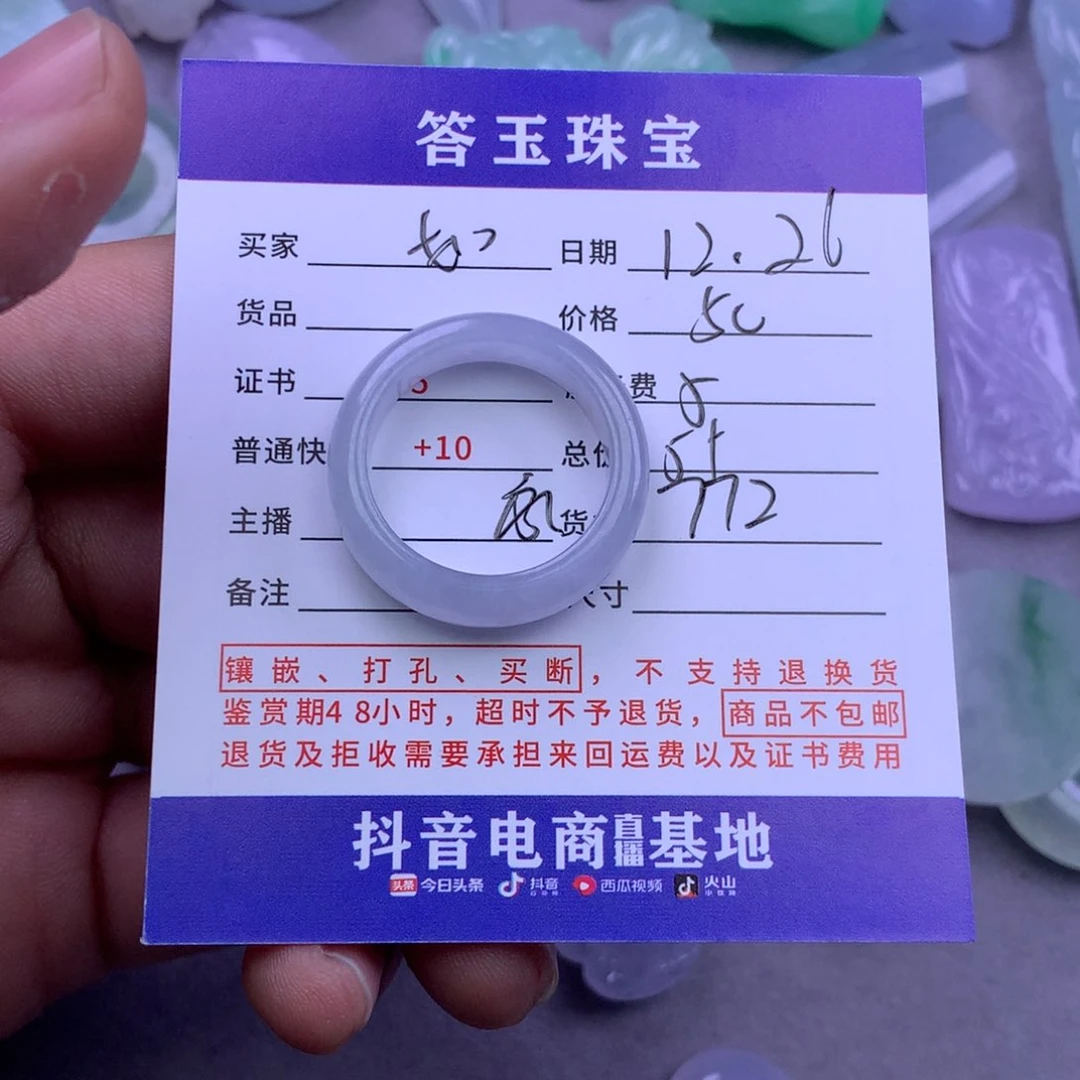 答玉珠宝
买家 日期 12.26
货品 价格 50
证书 5 费 5
普通快 +10 总
主播 货
备注 寸
镶嵌、打孔、买断，不支持退换货
鉴赏期48小时，超时不予退货，商品不包邮
退货及拒收需要承担来回运费以及证书费用
抖音电商直播基地
头条 今日头条 抖音 西瓜视频 火山